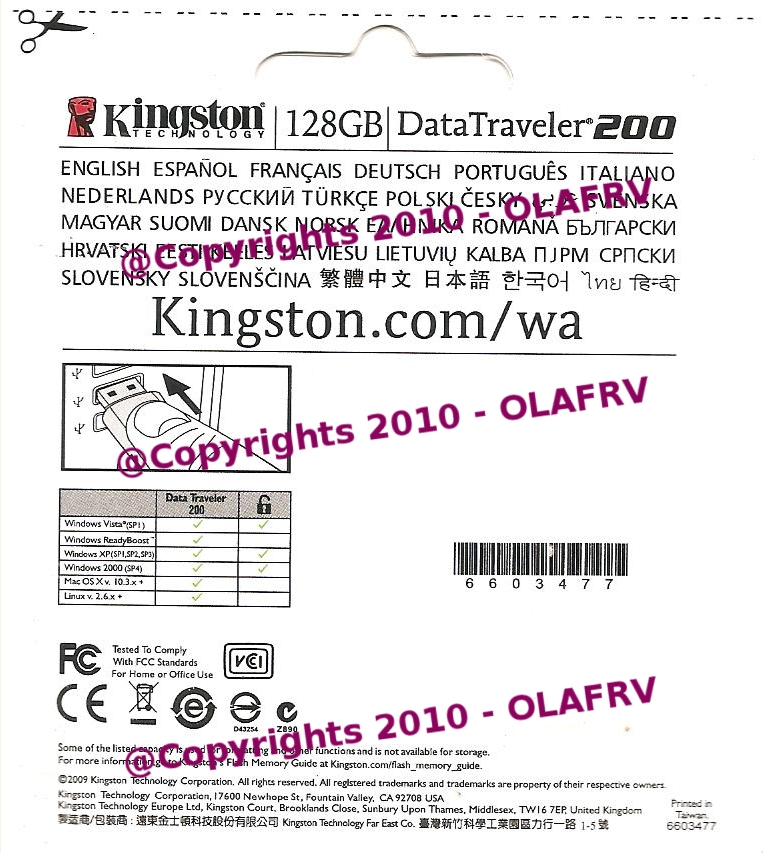 Kingston TECHNOLOGY 128GB DataTraveler® 200
ENGLISH ESPAÑOL FRANÇAIS DEUTSCH PORTUGUÊS ITALIANO
NEDERLANDS РУССКИЙ TÜRKÇE POLSKI ČESKY عربي SVENSKA
MAGYAR SUOMI DANSK NORSK ΕΛΛΗΝΙΚΑ ROMÂNĂ БЪЛГАРСКИ
HRVATSKI EESTI KEELES LATVIESU LIETUVIŲ KALBA СРПСКИ
SLOVENSKY SLOVENŠČINA 繁體中文 日本語 한국어 ไทย हिन्दी
@Copyrights 2010 - OLAFRV
Kingston.com/wa
@Copyrights 2010 - OLAFRV
Data Traveler 200
Windows Vista®(SP1)
Windows ReadyBoost™
Windows XP(SP1,SP2,SP3)
Windows 2000 (SP4)
Mac OS X v. 10.3.x +
Linux v. 2.6.x +
6603477
FC Tested To Comply
With FCC Standards
For Home or Office Use
VCCI
CE
D43254 Z890
@Copyrights 2010 - OLAFRV
Some of the listed capacity is used for formatting and other functions and is not available for storage.
For more information go to Kingston's Flash Memory Guide at Kingston.com/flash_memory_guide.
©2009 Kingston Technology Corporation. All rights reserved. All registered trademarks and trademarks are property of their respective owners.
Kingston Technology Corporation, 17600 Newhope St, Fountain Valley, CA 92708 USA
Kingston Technology Europe Ltd, Kingston Court, Brooklands Close, Sunbury Upon Thames, Middlesex, TW16 7EP, United Kingdom
製造商/包裝商 : 遠東金士頓科技股份有限公司 Kingston Technology Far East Co. 臺灣新竹科學工業園區力行一路 1-5 號
Printed in
Taiwan.
6603477